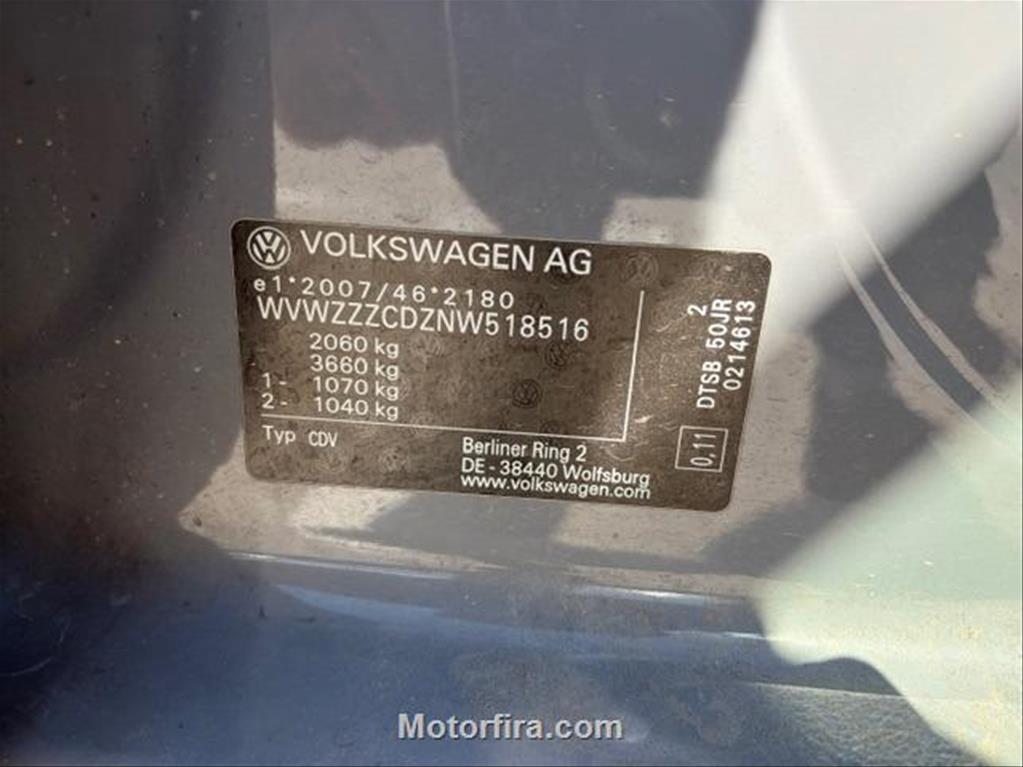 VOLKSWAGEN AG
e1*2007/46*2180
WVWZZZCDZNW518516
2060 kg
3660 kg
1- 1070 kg
2- 1040 kg
Typ CDV
Berliner Ring 2
DE - 38440 Wolfsburg
www.volkswagen.com
2
DTSB 50JR
0214613
0,11
Motorfira.com